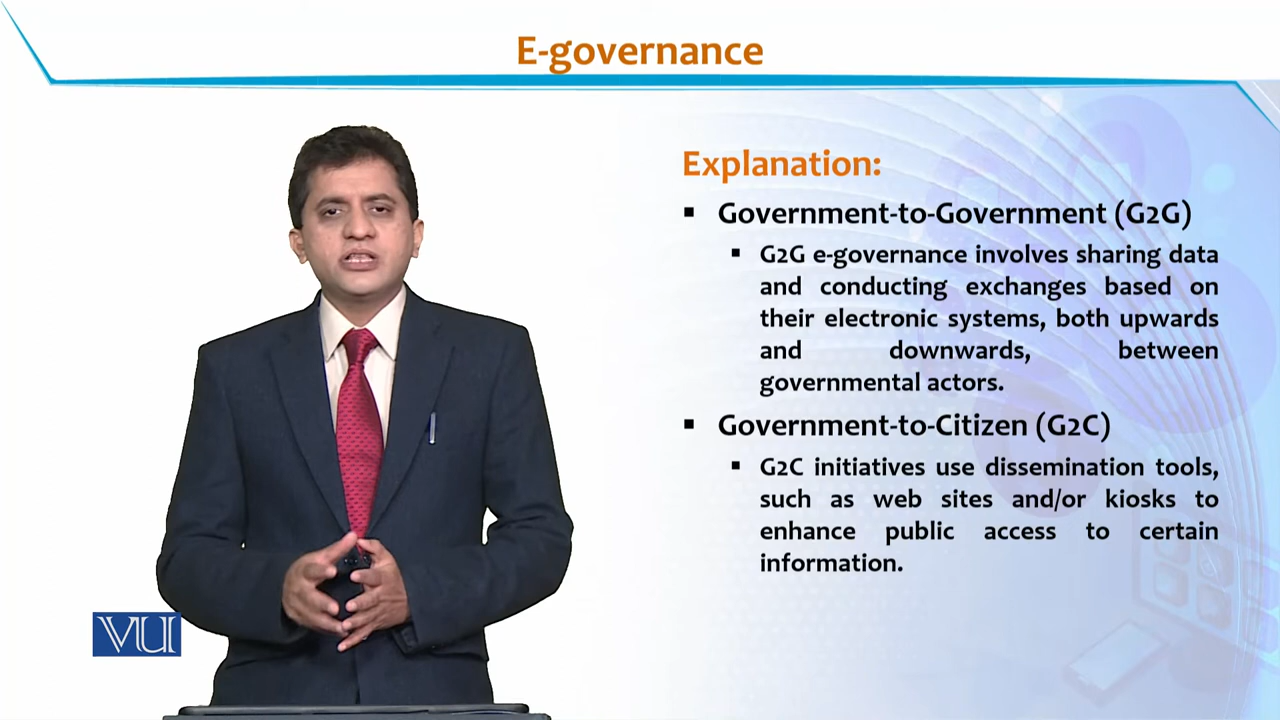 E-governance
Explanation:
▪ Government-to-Government (G2G)
▪ G2G e-governance involves sharing data
and conducting exchanges based on
their electronic systems, both upwards
and downwards, between
governmental actors.
▪ Government-to-Citizen (G2C)
▪ G2C initiatives use dissemination tools,
such as web sites and/or kiosks to
enhance public access to certain
information.
VU